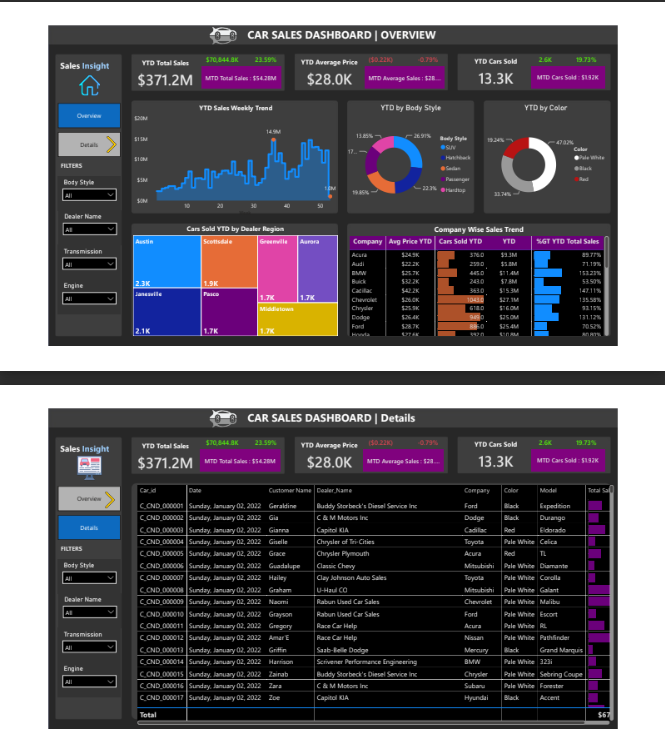 CAR SALES DASHBOARD | OVERVIEW
Sales Insight
Overview
Details
FILTERS
Body Style
All
Dealer Name
All
Transmission
All
Engine
All
YTD Total Sales
$70,844.8K 23.59%
$371.2M
MTD Total Sales : $54.28M
YTD Average Price
($0.22K) -0.79%
$28.0K
MTD Average Sales : $28...
YTD Cars Sold
2.6K 19.73%
13.3K
MTD Cars Sold : $1.92K
YTD Sales Weekly Trend
$20M
$15M
$10M
$5M
$0M
14.9M
1.0M
10 20 30 40 50
YTD by Body Style
13.85%
26.91%
17...
19.85%
22.3%
Body Style
SUV
Hatchback
Sedan
Passenger
Hardtop
YTD by Color
19.24%
47.02%
33.74%
Color
Pale White
Black
Red
Cars Sold YTD by Dealer Region
Austin
2.3K
Janesville
2.1K
Scottsdale
1.9K
Pasco
1.7K
Greenville
1.7K
Aurora
1.7K
Middletown
1.7K
Company Wise Sales Trend
Company Avg Price YTD Cars Sold YTD YTD %GT YTD Total Sales
Acura $24.9K 376.0 $9.3M 89.77%
Audi $22.2K 259.0 $5.8M 71.19%
BMW $25.7K 445.0 $11.4M 153.23%
Buick $32.2K 243.0 $7.8M 53.50%
Cadillac $42.2K 363.0 $15.3M 147.11%
Chevrolet $26.0K 1043.0 $27.1M 135.58%
Chrysler $25.9K 618.0 $16.0M 93.15%
Dodge $26.4K $25.0M 131.12%
Ford $28.7K $25.4M 70.52%
Honda $27.6K 392.0 $10.8M 80.80%
CAR SALES DASHBOARD | Details
Sales Insight
Overview
Details
FILTERS
Body Style
All
Dealer Name
All
Transmission
All
Engine
All
YTD Total Sales
$70,844.8K 23.59%
$371.2M
MTD Total Sales : $54.28M
YTD Average Price
($0.22K) -0.79%
$28.0K
MTD Average Sales : $28...
YTD Cars Sold
2.6K 19.73%
13.3K
MTD Cars Sold : $1.92K
Car_id Date Customer Name Dealer_Name Company Color Model Total Sa
C_CND_000001 Sunday, January 02, 2022 Geraldine Buddy Storbeck's Diesel Service Inc Ford Black Expedition
C_CND_000002 Sunday, January 02, 2022 Gia C & M Motors Inc Dodge Black Durango
C_CND_000003 Sunday, January 02, 2022 Gianna Capitol KIA Cadillac Red Eldorado
C_CND_000004 Sunday, January 02, 2022 Giselle Chrysler of Tri-Cities Toyota Pale White Celica
C_CND_000005 Sunday, January 02, 2022 Grace Chrysler Plymouth Acura Red TL
C_CND_000006 Sunday, January 02, 2022 Guadalupe Classic Chevy Mitsubishi Pale White Diamante
C_CND_000007 Sunday, January 02, 2022 Hailey Clay Johnson Auto Sales Toyota Pale White Corolla
C_CND_000008 Sunday, January 02, 2022 Graham U-Haul CO Mitsubishi Pale White Galant
C_CND_000009 Sunday, January 02, 2022 Naomi Rabun Used Car Sales Chevrolet Pale White Malibu
C_CND_000010 Sunday, January 02, 2022 Grayson Rabun Used Car Sales Ford Pale White Escort
C_CND_000011 Sunday, January 02, 2022 Gregory Race Car Help Acura Pale White RL
C_CND_000012 Sunday, January 02, 2022 Amar'E Race Car Help Nissan Pale White Pathfinder
C_CND_000013 Sunday, January 02, 2022 Griffin Saab-Belle Dodge Mercury Black Grand Marquis
C_CND_000014 Sunday, January 02, 2022 Harrison Scrivener Performance Engineering BMW Pale White 323i
C_CND_000015 Sunday, January 02, 2022 Zainab Buddy Storbeck's Diesel Service Inc Chrysler Pale White Sebring Coupe
C_CND_000016 Sunday, January 02, 2022 Zara C & M Motors Inc Subaru Pale White Forester
C_CND_000017 Sunday, January 02, 2022 Zoe Capitol KIA Hyundai Black Accent
Total $67